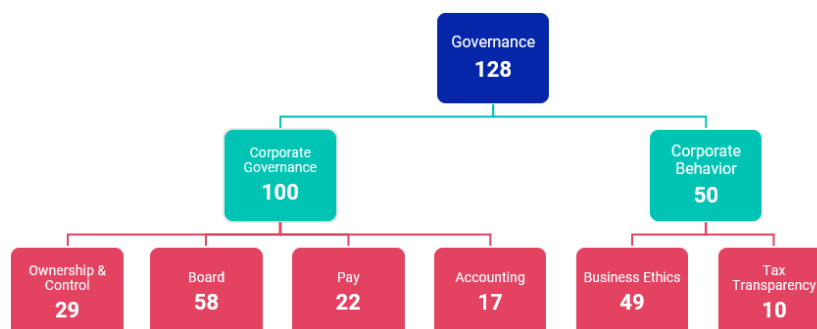 Governance
128
Corporate
Governance
100
Corporate
Behavior
50
Ownership &
Control
29
Board
58
Pay
22
Accounting
17
Business Ethics
49
Tax
Transparency
10